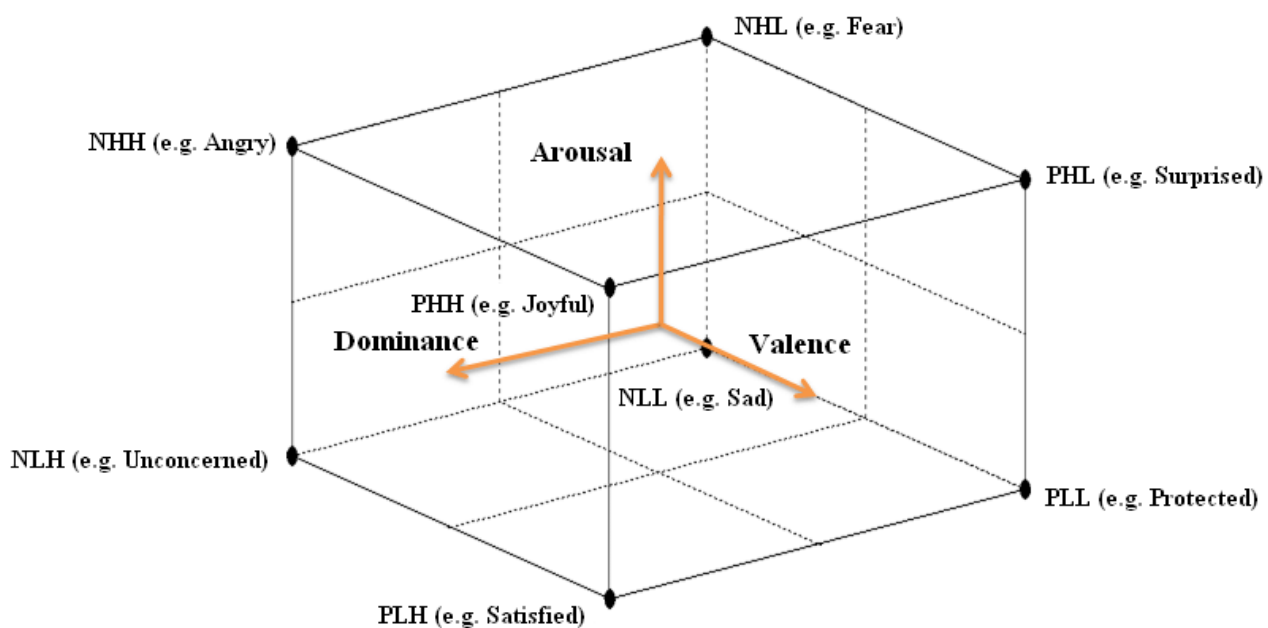 NHL (e.g. Fear)
NHH (e.g. Angry)
Arousal
PHL (e.g. Surprised)
PHH (e.g. Joyful)
Dominance
Valence
NLL (e.g. Sad)
NLH (e.g. Unconcerned)
PLL (e.g. Protected)
PLH (e.g. Satisfied)